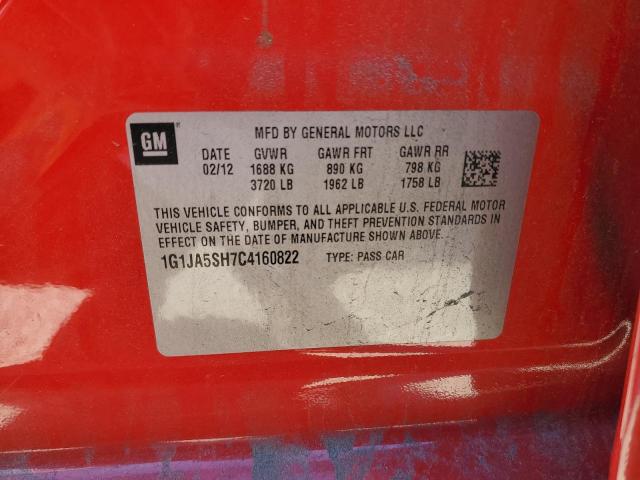 GM
MFD BY GENERAL MOTORS LLC
DATE GVWR GAWR FRT GAWR RR
02/12 1688 KG 890 KG 798 KG
3720 LB 1962 LB 1758 LB
THIS VEHICLE CONFORMS TO ALL APPLICABLE U.S. FEDERAL MOTOR
VEHICLE SAFETY, BUMPER, AND THEFT PREVENTION STANDARDS IN
EFFECT ON THE DATE OF MANUFACTURE SHOWN ABOVE.
1G1JA5SH7C4160822 TYPE: PASS CAR